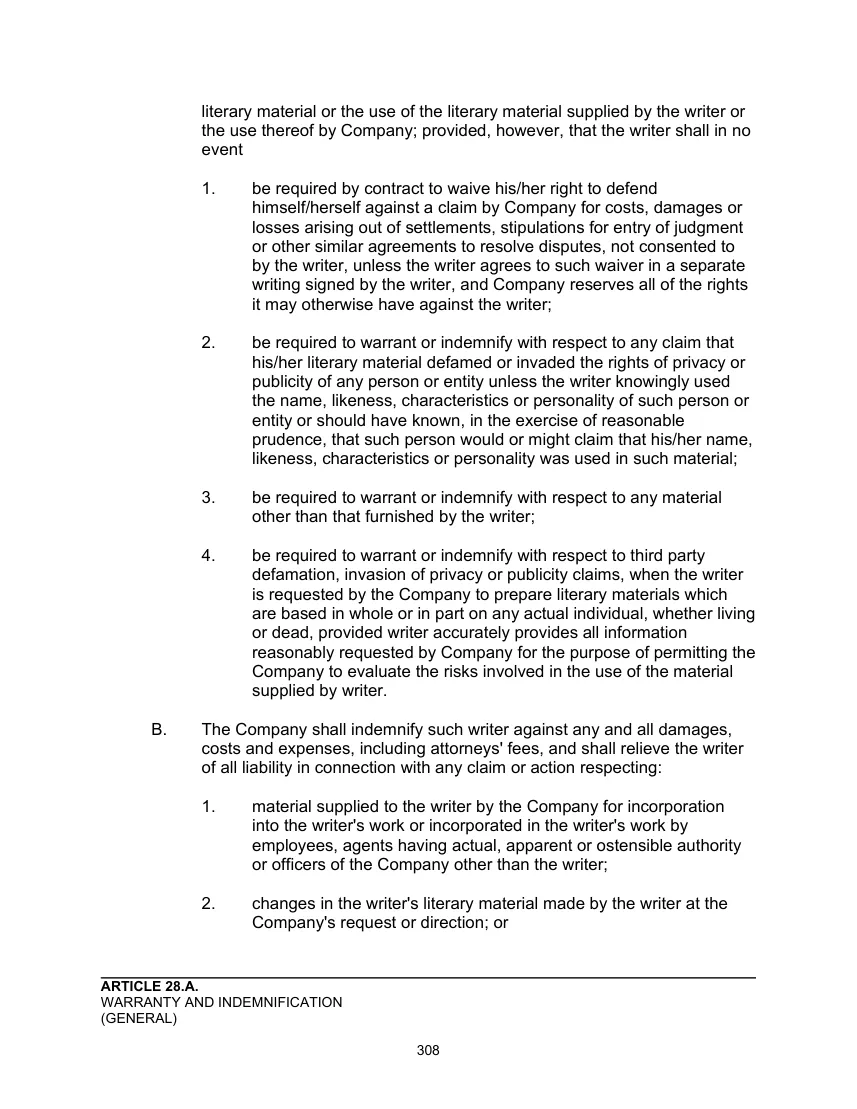 literary material or the use of the literary material supplied by the writer or
the use thereof by Company; provided, however, that the writer shall in no
event
1. be required by contract to waive his/her right to defend
himself/herself against a claim by Company for costs, damages or
losses arising out of settlements, stipulations for entry of judgment
or other similar agreements to resolve disputes, not consented to
by the writer, unless the writer agrees to such waiver in a separate
writing signed by the writer, and Company reserves all of the rights
it may otherwise have against the writer;
2. be required to warrant or indemnify with respect to any claim that
his/her literary material defamed or invaded the rights of privacy or
publicity of any person or entity unless the writer knowingly used
the name, likeness, characteristics or personality of such person or
entity or should have known, in the exercise of reasonable
prudence, that such person would or might claim that his/her name,
likeness, characteristics or personality was used in such material;
3. be required to warrant or indemnify with respect to any material
other than that furnished by the writer;
4. be required to warrant or indemnify with respect to third party
defamation, invasion of privacy or publicity claims, when the writer
is requested by the Company to prepare literary materials which
are based in whole or in part on any actual individual, whether living
or dead, provided writer accurately provides all information
reasonably requested by Company for the purpose of permitting the
Company to evaluate the risks involved in the use of the material
supplied by writer.
B. The Company shall indemnify such writer against any and all damages,
costs and expenses, including attorneys' fees, and shall relieve the writer
of all liability in connection with any claim or action respecting:
1. material supplied to the writer by the Company for incorporation
into the writer's work or incorporated in the writer's work by
employees, agents having actual, apparent or ostensible authority
or officers of the Company other than the writer;
2. changes in the writer's literary material made by the writer at the
Company's request or direction; or
ARTICLE 28.A.
WARRANTY AND INDEMNIFICATION
(GENERAL)
308